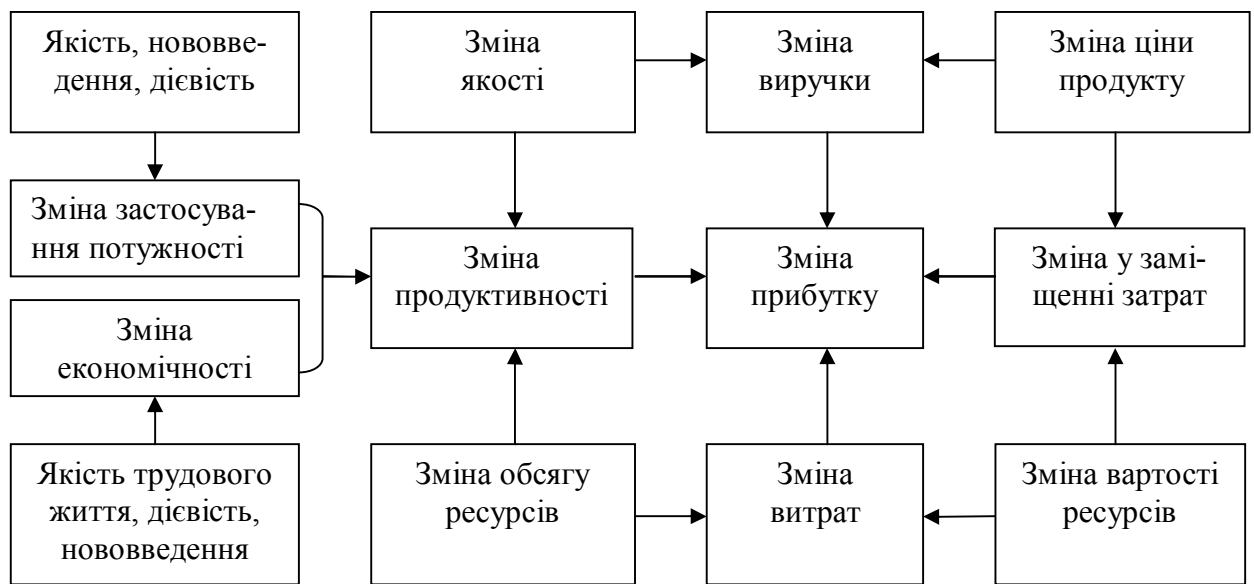 Якість, нововве-
дення, дієвість
Зміна
якості
Зміна
виручки
Зміна ціни
продукту
Зміна застосува-
ння потужності
Зміна
економічності
Зміна
продуктивності
Зміна
прибутку
Зміна у замі-
щенні затрат
Якість трудового
життя, дієвість,
нововведення
Зміна обсягу
ресурсів
Зміна
витрат
Зміна вартості
ресурсів